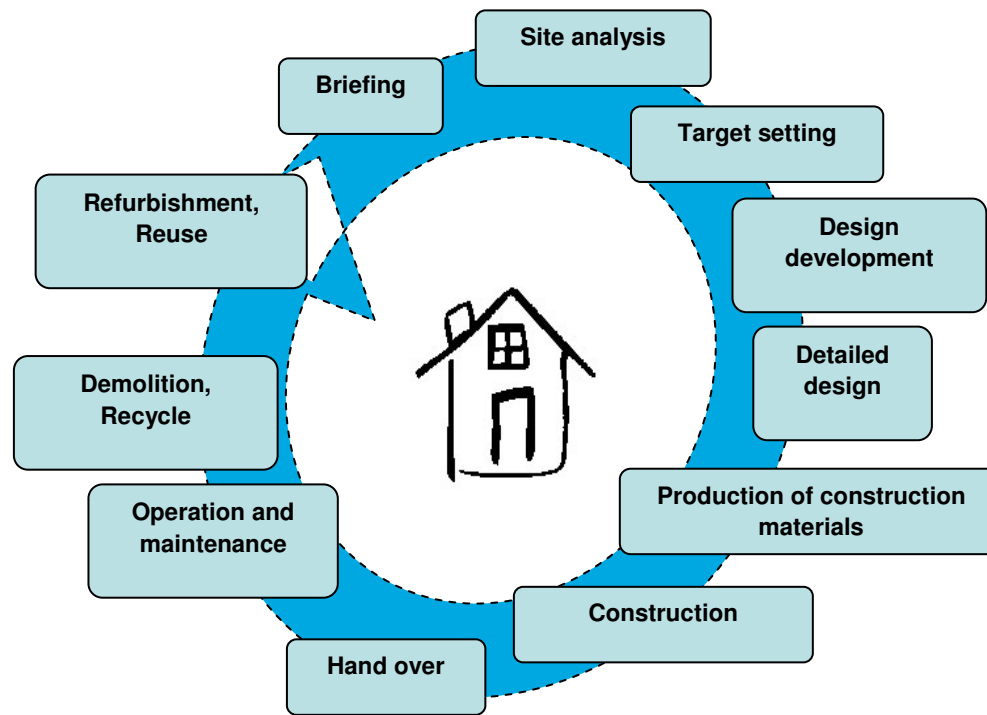 Site analysis
Briefing
Target setting
Refurbishment,
Reuse
Design
development
Detailed
design
Demolition,
Recycle
Production of construction
materials
Operation and
maintenance
Construction
Hand over